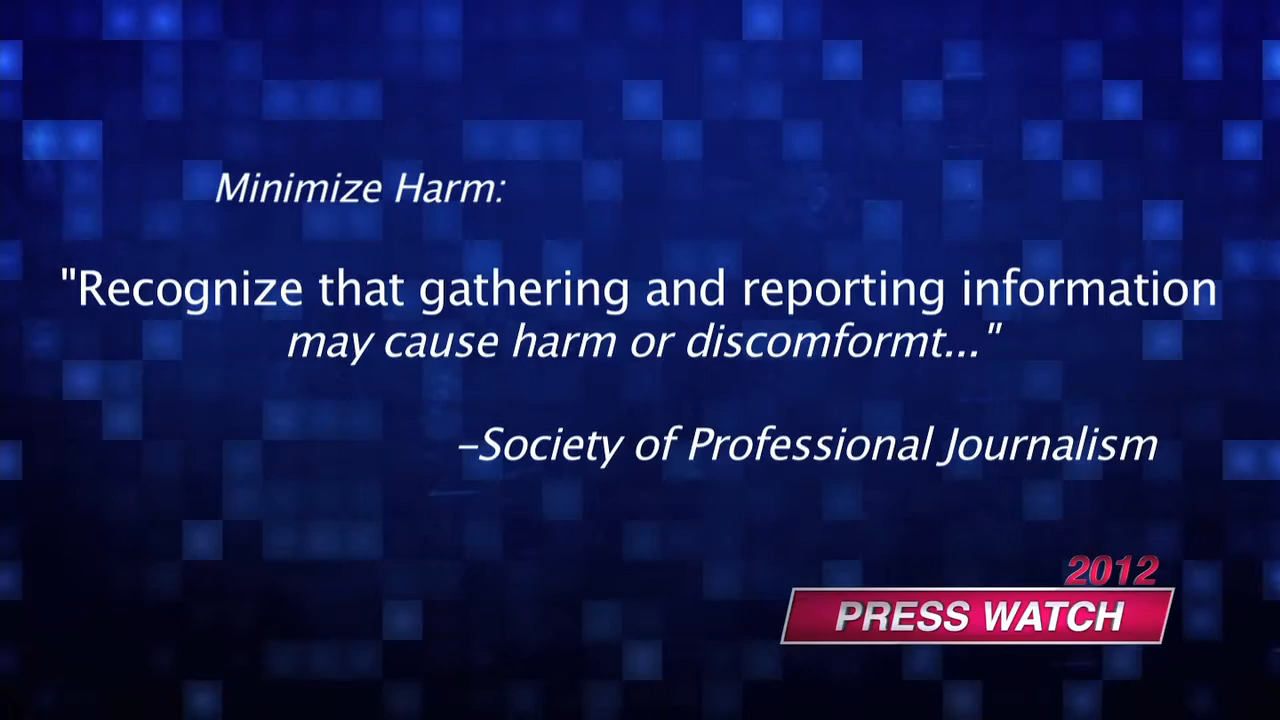 Minimize Harm:
"Recognize that gathering and reporting information
may cause harm or discomformt..."
–Society of Professional Journalism
2012
PRESS WATCH